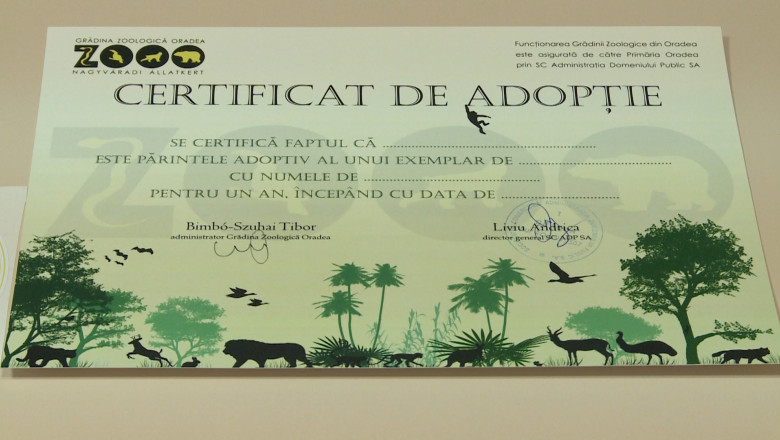 GRĂDINA ZOOLOGICĂ ORADEA
ZOOO
NAGYVÁRADI ÁLLATKERT
Funcționarea Grădinii Zoologice din Oradea
este asigurată de către Primăria Oradea
prin SC Administrația Domeniului Public SA
CERTIFICAT DE ADOPȚIE
SE CERTIFICĂ FAPTUL CĂ ......................................................
ESTE PĂRINTELE ADOPTIV AL UNUI EXEMPLAR DE ......................................
CU NUMELE DE ............................................
PENTRU UN AN, ÎNCEPÂND CU DATA DE ..............................
Bimbó-Szuhai Tibor
administrator Grădina Zoologică Oradea
Liviu Andrica
director general SC ADP SA